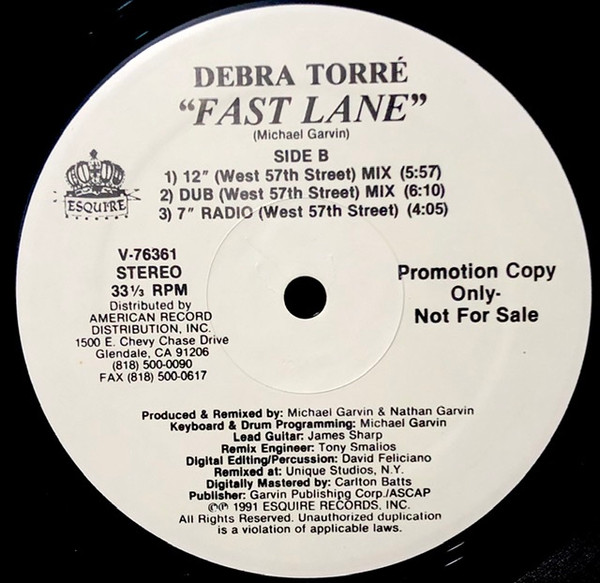 DEBRA TORRÉ
"FAST LANE"
(Michael Garvin)
SIDE B
1) 12" (West 57th Street) MIX (5:57)
2) DUB (West 57th Street) MIX (6:10)
3) 7" RADIO (West 57th Street) (4:05)
ESQUIRE
V-76361
STEREO
33⅓ RPM
Distributed by
AMERICAN RECORD
DISTRIBUTION, INC.
1500 E. Chevy Chase Drive
Glendale, CA 91206
(818) 500-0090
FAX (818) 500-0617
Promotion Copy
Only-
Not For Sale
Produced & Remixed by: Michael Garvin & Nathan Garvin
Keyboard & Drum Programming: Michael Garvin
Lead Guitar: James Sharp
Remix Engineer: Tony Smalios
Digital Editing/Percussion: David Feliciano
Remixed at: Unique Studios, N.Y.
Digitally Mastered by: Carlton Batts
Publisher: Garvin Publishing Corp./ASCAP
©℗ 1991 ESQUIRE RECORDS, INC.
All Rights Reserved. Unauthorized duplication
is a violation of applicable laws.